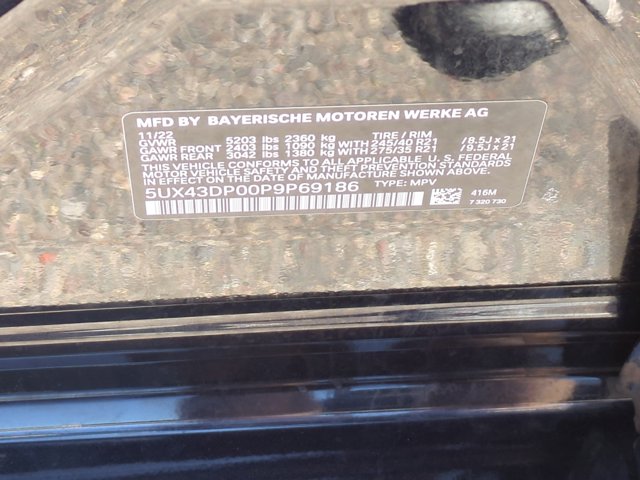 MFD BY BAYERISCHE MOTOREN WERKE AG
11/22 TIRE / RIM
GVWR 5203 lbs 2360 kg
GAWR FRONT 2403 lbs 1090 kg WITH 245/40 R21 /9.5J x 21
GAWR REAR 3042 lbs 1380 kg WITH 275/35 R21 /9.5J x 21
THIS VEHICLE CONFORMS TO ALL APPLICABLE U.S. FEDERAL
MOTOR VEHICLE SAFETY, BUMPER, AND THEFT PREVENTION STANDARDS
IN EFFECT ON THE DATE OF MANUFACTURE SHOWN ABOVE.
5UX43DP00P9P69186 TYPE: MPV
416M
7 320 730